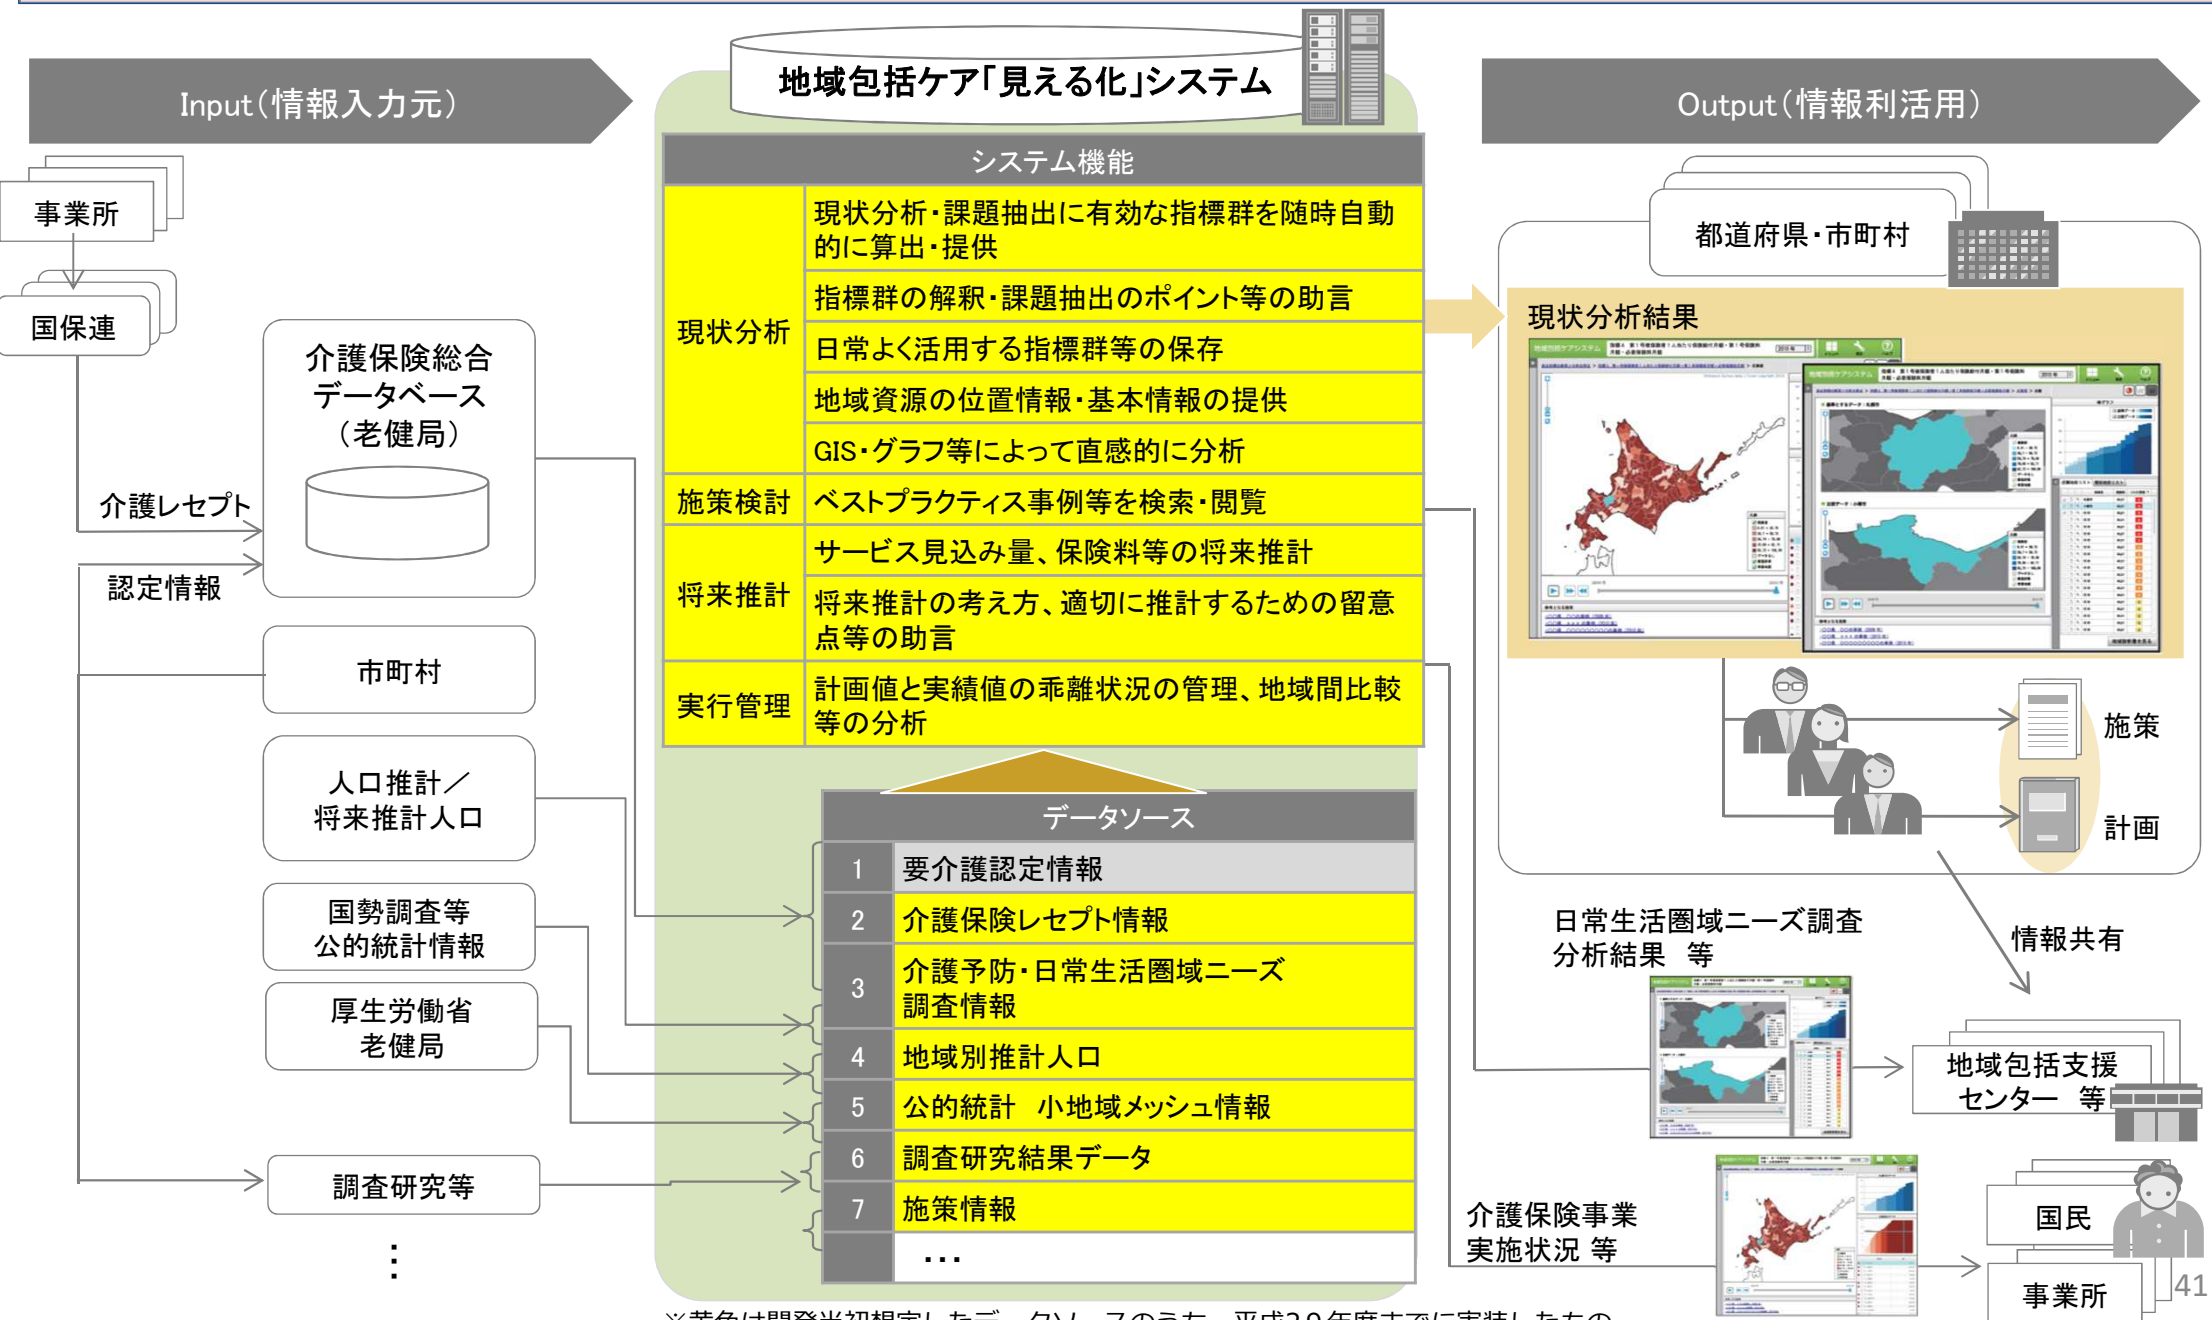 地域包括ケア「見える化」システム
Input(情報入力元)
Output(情報利活用)
事業所
国保連
介護保険総合
データベース
(老健局)
介護レセプト
認定情報
市町村
人口推計／
将来推計人口
国勢調査等
公的統計情報
厚生労働省
老健局
調査研究等
⋮
システム機能
現状分析
現状分析・課題抽出に有効な指標群を随時自動
的に算出・提供
指標群の解釈・課題抽出のポイント等の助言
日常よく活用する指標群等の保存
地域資源の位置情報・基本情報の提供
GIS・グラフ等によって直感的に分析
施策検討
ベストプラクティス事例等を検索・閲覧
将来推計
サービス見込み量、保険料等の将来推計
将来推計の考え方、適切に推計するための留意
点等の助言
実行管理
計画値と実績値の乖離状況の管理、地域間比較
等の分析
データソース
1 要介護認定情報
2 介護保険レセプト情報
3 介護予防・日常生活圏域ニーズ
調査情報
4 地域別推計人口
5 公的統計　小地域メッシュ情報
6 調査研究結果データ
7 施策情報
・・・
都道府県・市町村
現状分析結果
施策
計画
情報共有
日常生活圏域ニーズ調査
分析結果　等
地域包括支援
センター　等
介護保険事業
実施状況 等
国民
事業所
41